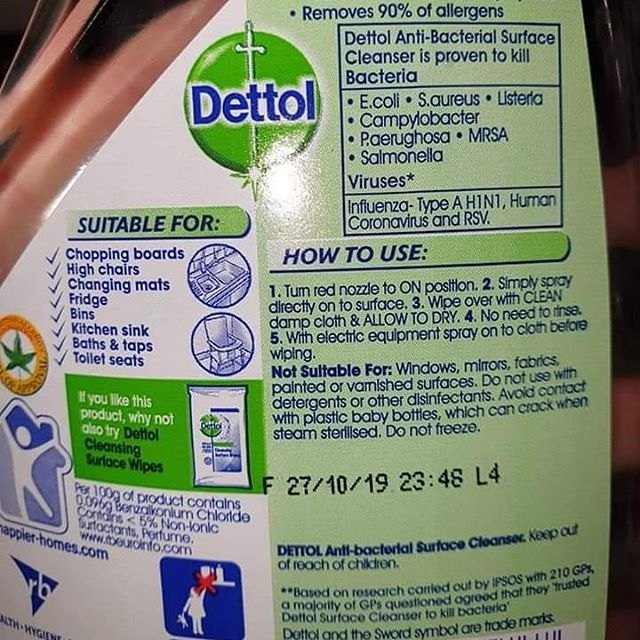 • Removes 90% of allergens
Dettol Anti-Bacterial Surface
Cleanser is proven to kill
Bacteria
• E.coli • S.aureus • Listeria
• Campylobacter
• P.aerughosa • MRSA
• Salmonella
Viruses*
Influenza- Type A H1N1, Human
Coronavirus and RSV.
Dettol
SUITABLE FOR:
Chopping boards
High chairs
Changing mats
Fridge
Bins
Kitchen sink
Baths & taps
Toilet seats
If you like this
product, why not
also try Dettol
Cleansing
Surface Wipes
Dettol
Per 100g of product contains
0.096g Benzalkonium Chloride
Contains < 5% Non-Ionic
Surfactants, Perfume.
www.rbeuroinfo.com
happier-homes.com
rb
HEALTH • HYGIENE
HOW TO USE:
1. Turn red nozzle to ON position. 2. Simply spray
directly on to surface. 3. Wipe over with CLEAN
damp cloth & ALLOW TO DRY. 4. No need to rinse.
5. With electric equipment spray on to cloth before
wiping.
Not Suitable For: Windows, mirrors, fabrics,
painted or varnished surfaces. Do not use with
detergents or other disinfectants. Avoid contact
with plastic baby bottles, which can crack when
steam sterilised. Do not freeze.
F 27/10/19 23:48 L4
DETTOL Anti-bacterial Surface Cleanser. Keep out
of reach of children.
**Based on research carried out by IPSOS with 210 GPs,
a majority of GPs questioned agreed that they 'trusted
Dettol Surface Cleanser to kill bacteria'
Dettol and the Sword symbol are trade marks.